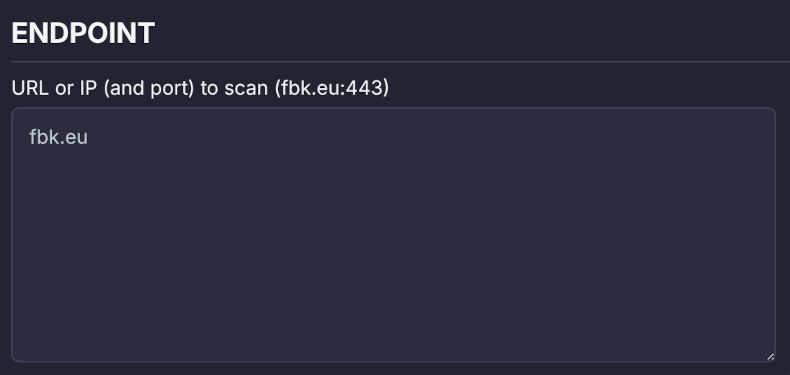 ENDPOINT
URL or IP (and port) to scan (fbk.eu:443)
fbk.eu